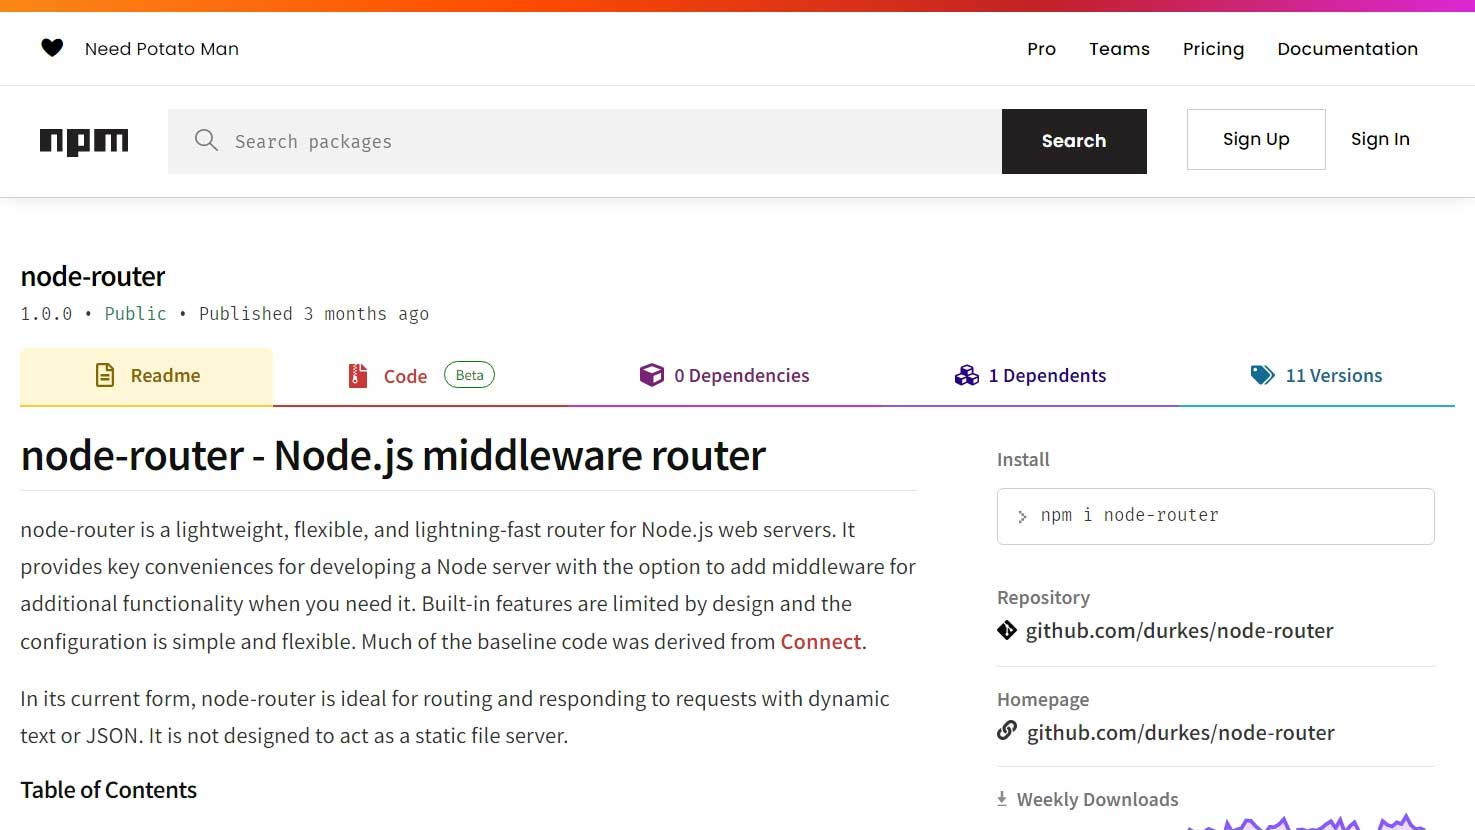 Need Potato Man
Pro
Teams
Pricing
Documentation
npm
Search packages
Search
Sign Up
Sign In
node-router
1.0.0 • Public • Published 3 months ago
Readme
Code
Beta
0 Dependencies
1 Dependents
11 Versions
node-router - Node.js middleware router
node-router is a lightweight, flexible, and lightning-fast router for Node.js web servers. It
provides key conveniences for developing a Node server with the option to add middleware for
additional functionality when you need it. Built-in features are limited by design and the
configuration is simple and flexible. Much of the baseline code was derived from Connect.
In its current form, node-router is ideal for routing and responding to requests with dynamic
text or JSON. It is not designed to act as a static file server.
Table of Contents
Install
npm i node-router
Repository
github.com/durkes/node-router
Homepage
github.com/durkes/node-router
Weekly Downloads